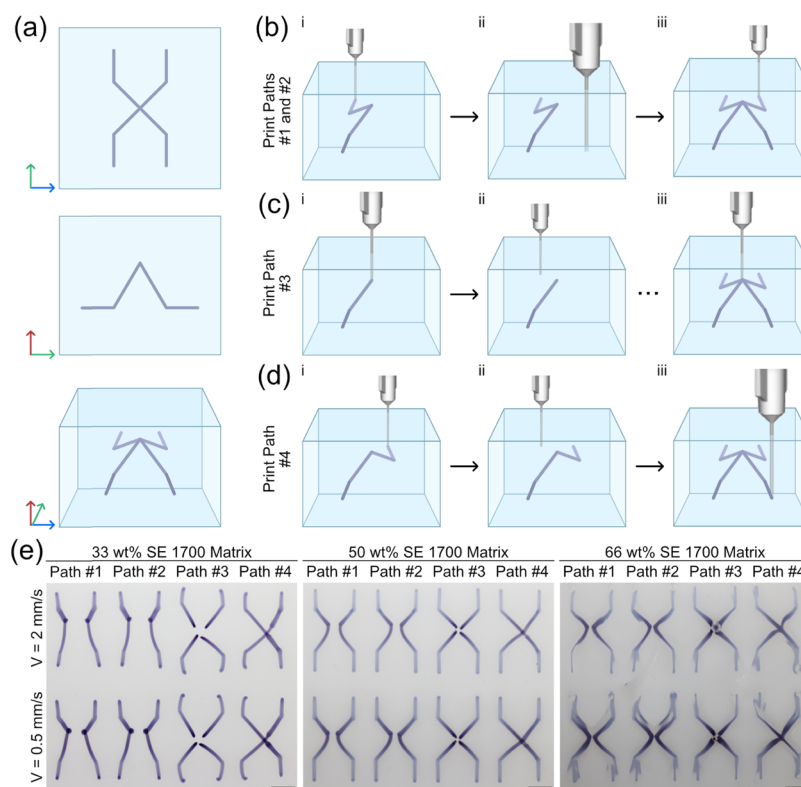 (a)
(b)
i
ii
iii
Print Paths
#1 and #2
(c)
i
ii
iii
Print Path
#3
...
(d)
i
ii
iii
Print Path
#4
(e)
33 wt% SE 1700 Matrix
50 wt% SE 1700 Matrix
66 wt% SE 1700 Matrix
Path #1 Path #2 Path #3 Path #4
Path #1 Path #2 Path #3 Path #4
Path #1 Path #2 Path #3 Path #4
V = 2 mm/s
V = 0.5 mm/s